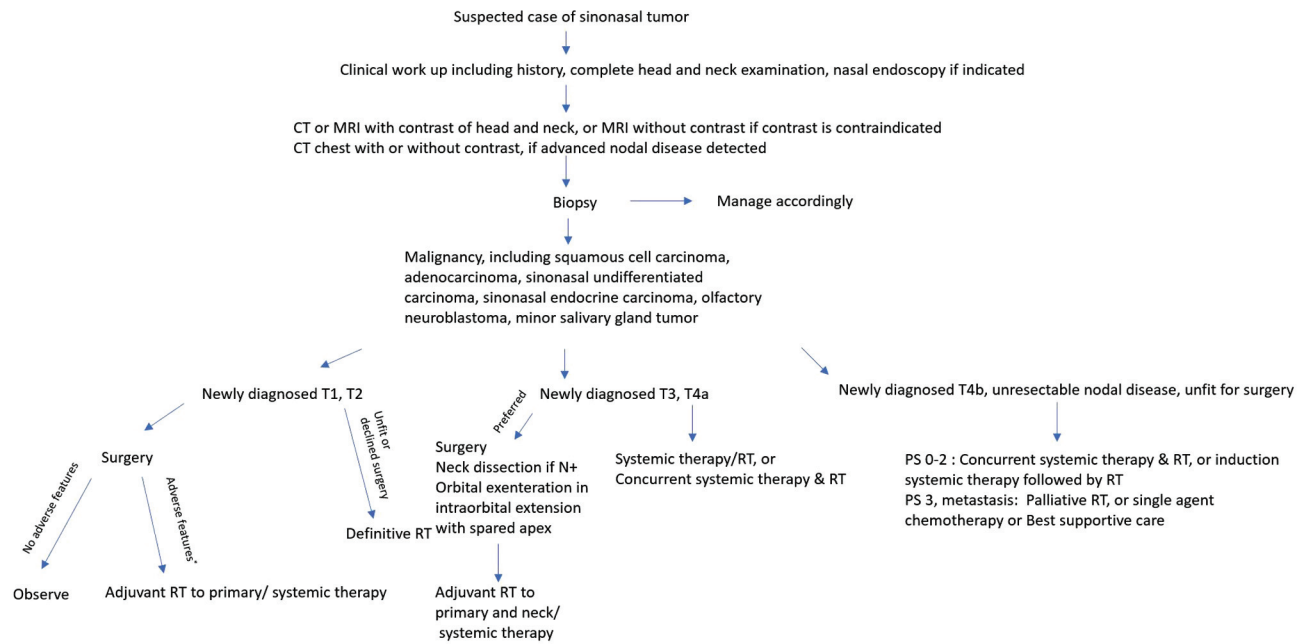 Suspected case of sinonasal tumor
Clinical work up including history, complete head and neck examination, nasal endoscopy if indicated
CT or MRI with contrast of head and neck, or MRI without contrast if contrast is contraindicated
CT chest with or without contrast, if advanced nodal disease detected
Biopsy
Manage accordingly
Malignancy, including squamous cell carcinoma,
adenocarcinoma, sinonasal undifferentiated
carcinoma, sinonasal endocrine carcinoma, olfactory
neuroblastoma, minor salivary gland tumor
Newly diagnosed T1, T2
Surgery
No adverse features
Observe
Adverse features*
Adjuvant RT to primary/ systemic therapy
Unfit or
declined surgery
Definitive RT
Newly diagnosed T3, T4a
Preferred
Surgery
Neck dissection if N+
Orbital exenteration in
intraorbital extension
with spared apex
Adjuvant RT to
primary and neck/
systemic therapy
Systemic therapy/RT, or
Concurrent systemic therapy & RT
Newly diagnosed T4b, unresectable nodal disease, unfit for surgery
PS 0-2 : Concurrent systemic therapy & RT, or induction
systemic therapy followed by RT
PS 3, metastasis: Palliative RT, or single agent
chemotherapy or Best supportive care